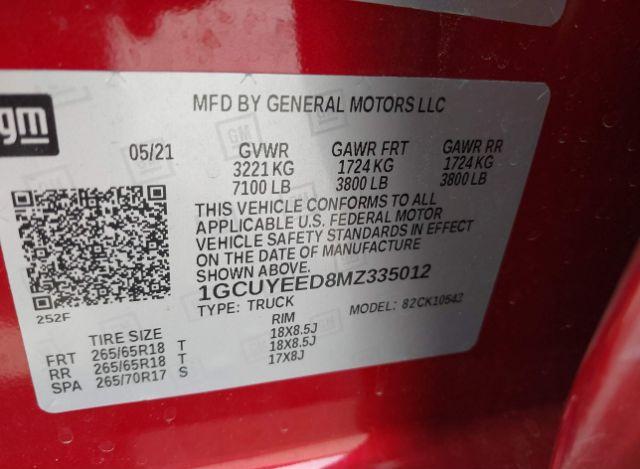 gm
MFD BY GENERAL MOTORS LLC
05/21 GVWR GAWR FRT GAWR RR
3221 KG 1724 KG 1724 KG
7100 LB 3800 LB 3800 LB
THIS VEHICLE CONFORMS TO ALL
APPLICABLE U.S. FEDERAL MOTOR
VEHICLE SAFETY STANDARDS IN EFFECT
ON THE DATE OF MANUFACTURE
SHOWN ABOVE.
1GCUYEED8MZ335012
252F
TYPE: TRUCK MODEL: 82CK10543
TIRE SIZE RIM
FRT 265/65R18 T 18X8.5J
RR 265/65R18 T 18X8.5J
SPA 265/70R17 S 17X8J